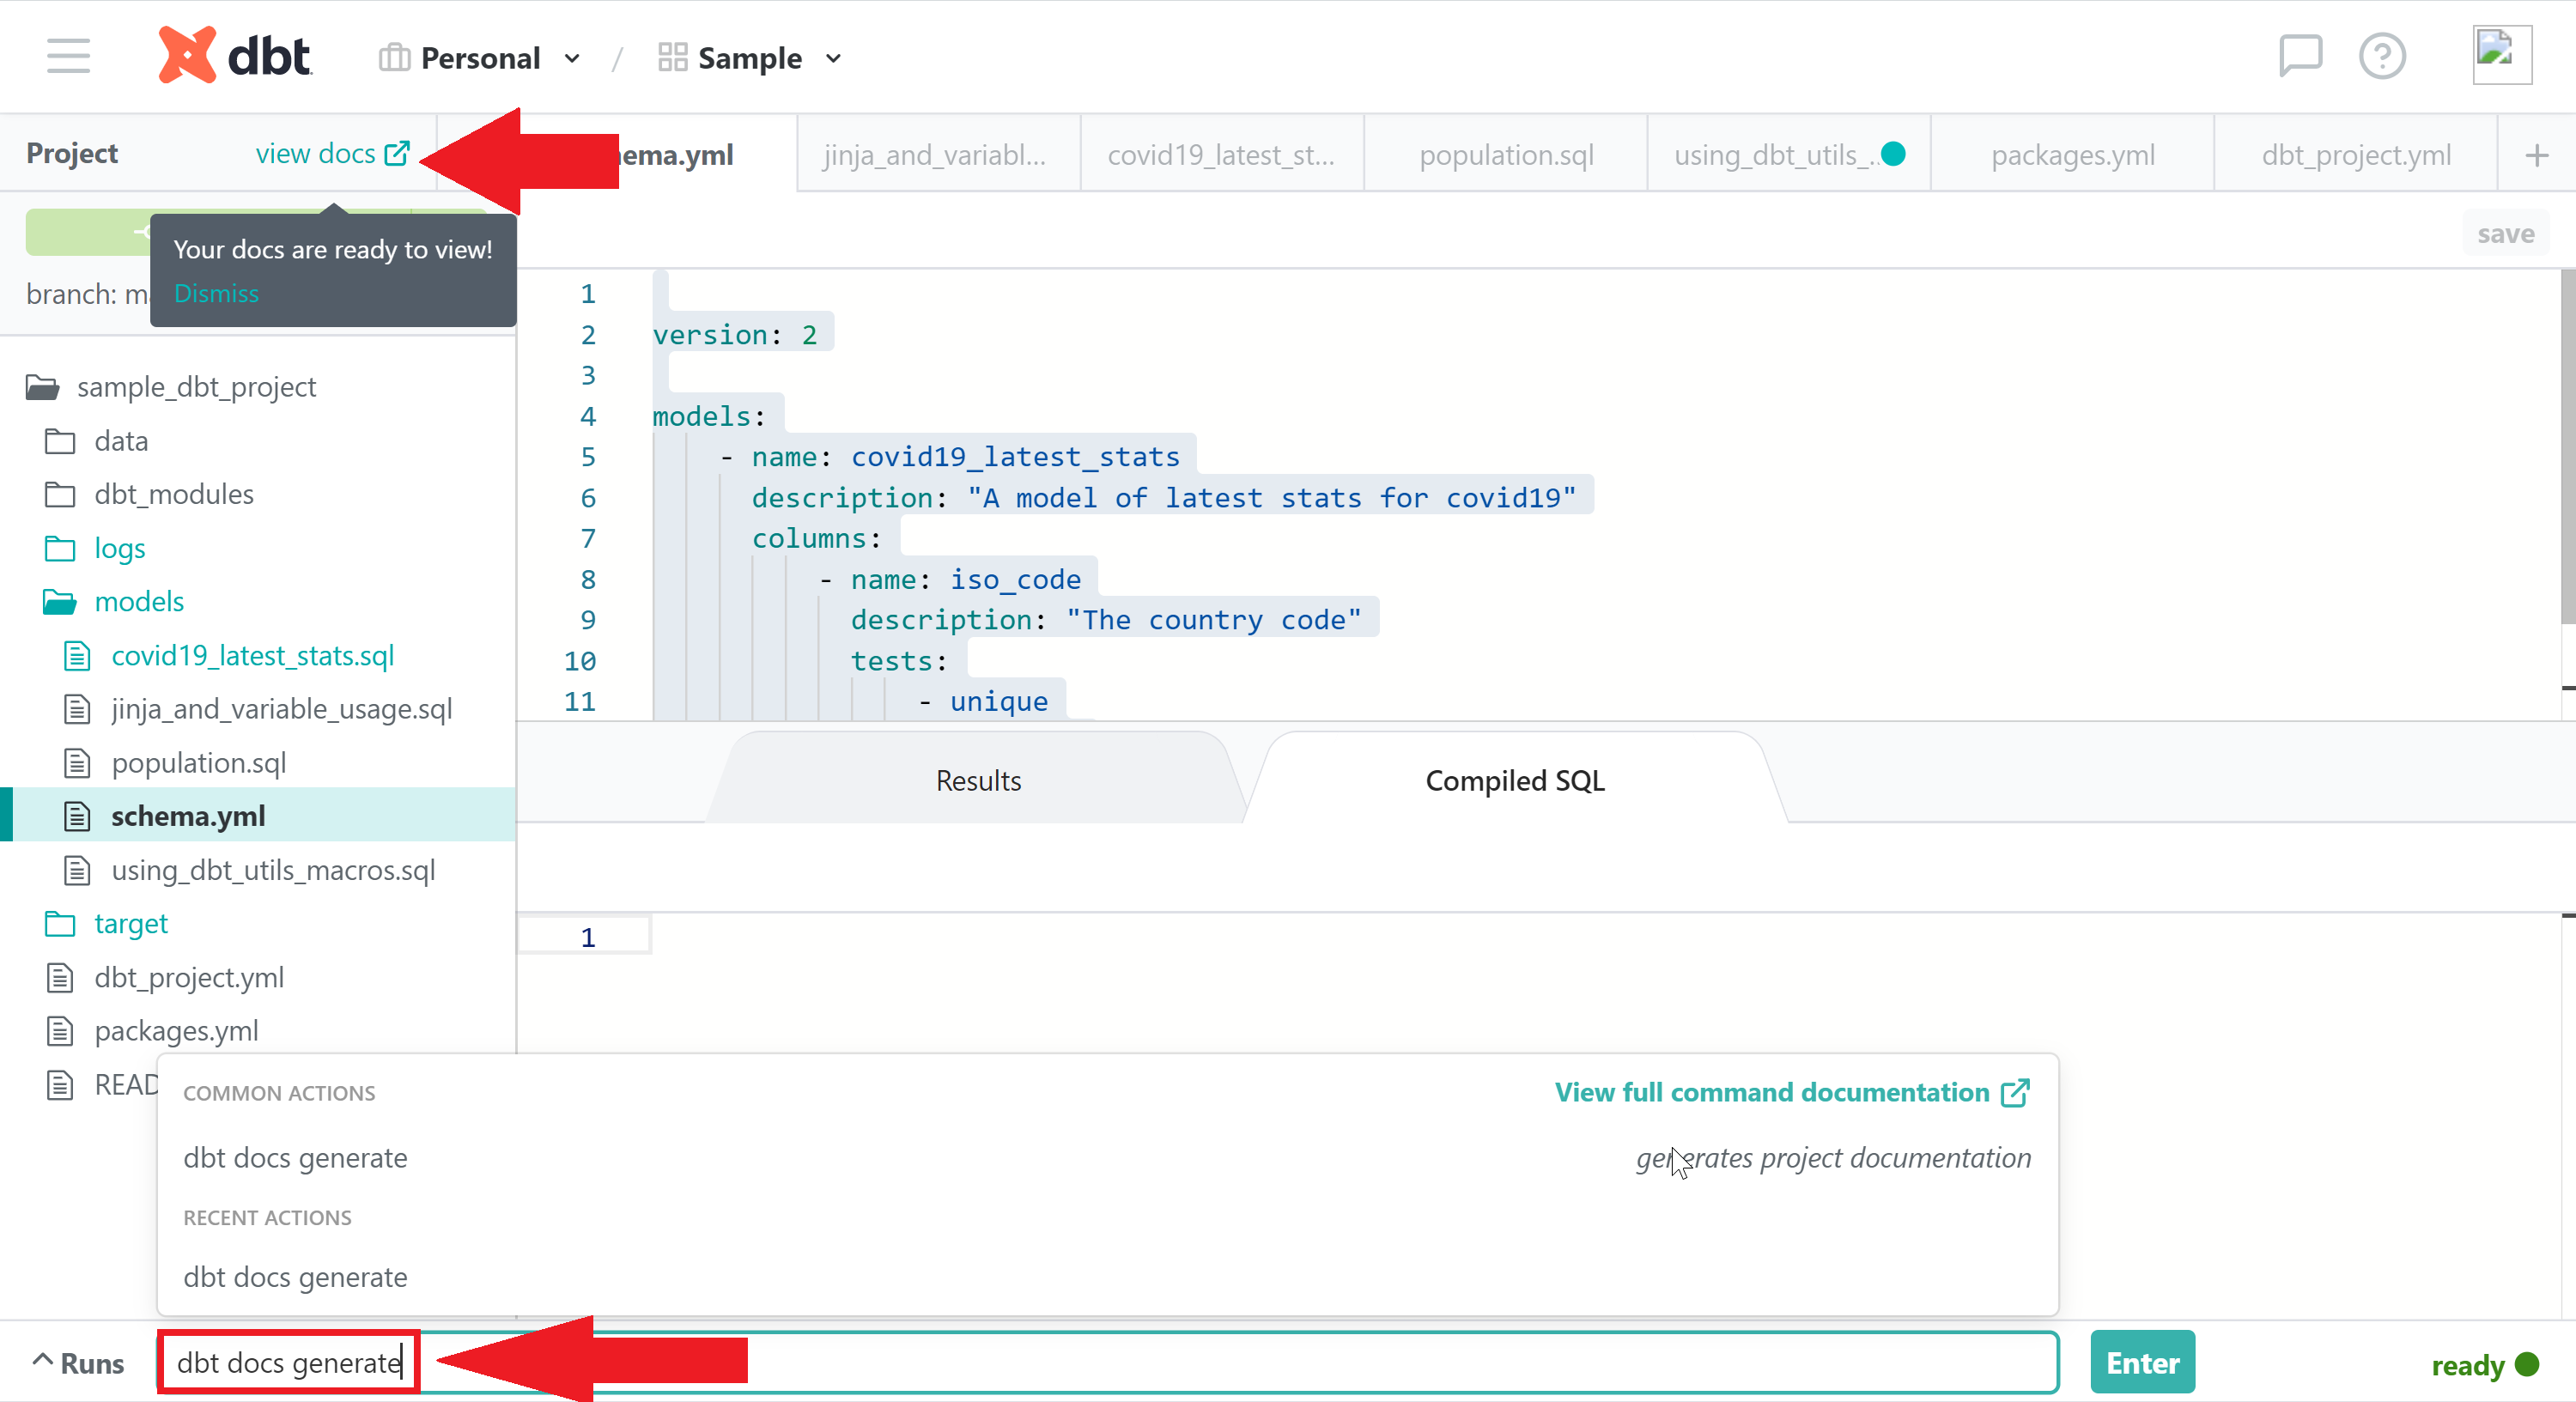 dbt
Personal / Sample
Project view docs
ema.yml
jinja_and_variabl...
covid19_latest_st...
population.sql
using_dbt_utils_..
packages.yml
dbt_project.yml
+
Your docs are ready to view!
Dismiss
branch: m
save
sample_dbt_project
data
dbt_modules
logs
models
covid19_latest_stats.sql
jinja_and_variable_usage.sql
population.sql
schema.yml
using_dbt_utils_macros.sql
target
dbt_project.yml
packages.yml
READ
1
2 version: 2
3
4 models:
5 - name: covid19_latest_stats
6 description: "A model of latest stats for covid19"
7 columns:
8 - name: iso_code
9 description: "The country code"
10 tests:
11 - unique
Results
Compiled SQL
1
COMMON ACTIONS
View full command documentation
dbt docs generate
generates project documentation
RECENT ACTIONS
dbt docs generate
Runs
dbt docs generate
Enter
ready